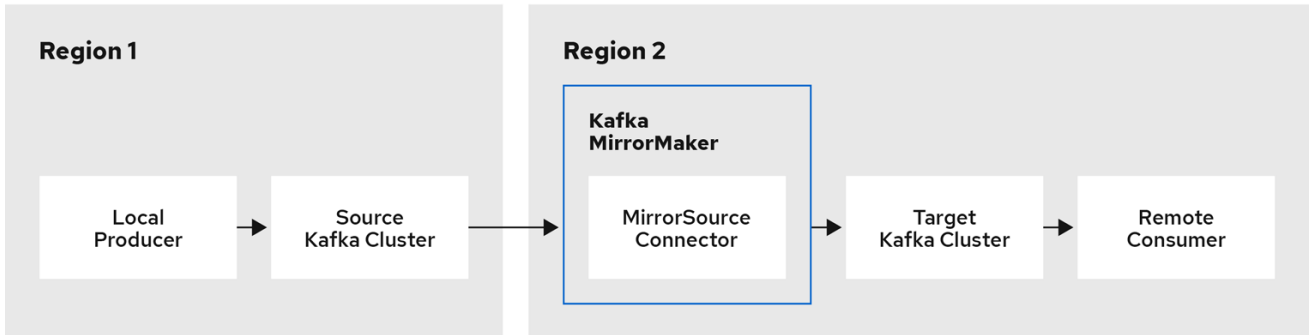 Region 1
Local
Producer
Source
Kafka Cluster
Region 2
Kafka
MirrorMaker
MirrorSource
Connector
Target
Kafka Cluster
Remote
Consumer